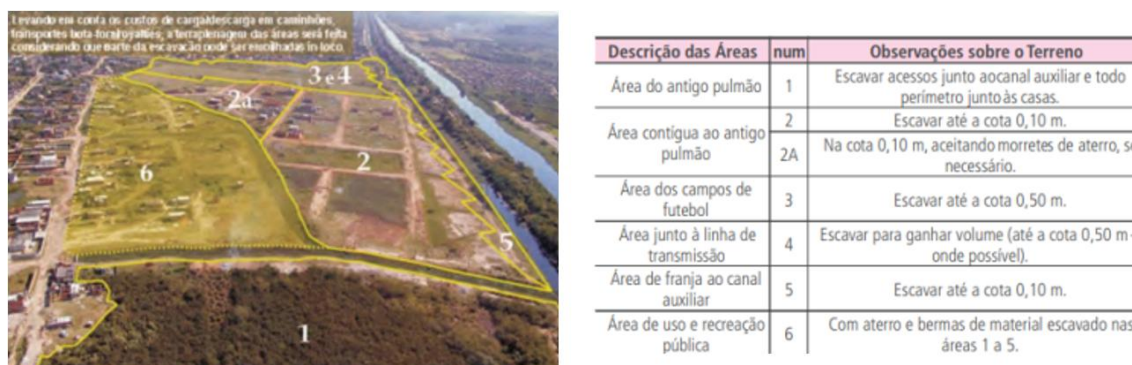 Levando em conta os custos de carga/descarga em caminhões,
transportes bota-fora/royalties, a terraplenagem das áreas será feita
considerando que parte da escavação pode ser empilhadas in-loco.
3 e 4
2a
2
6
5
1
Descrição das Áreas num Observações sobre o Terreno
Área do antigo pulmão 1 Escavar acessos junto aocanal auxiliar e todo
perímetro junto às casas.
Área contígua ao antigo
pulmão
2 Escavar até a cota 0,10 m.
2A Na cota 0,10 m, aceitando morretes de aterro, s
necessário.
Área dos campos de
futebol
3 Escavar até a cota 0,50 m.
Área junto à linha de
transmissão
4 Escavar para ganhar volume (até a cota 0,50 m
onde possível).
Área de franja ao canal
auxiliar
5 Escavar até a cota 0,10 m.
Área de uso e recreação
pública
6 Com aterro e bermas de material escavado nas
áreas 1 a 5.